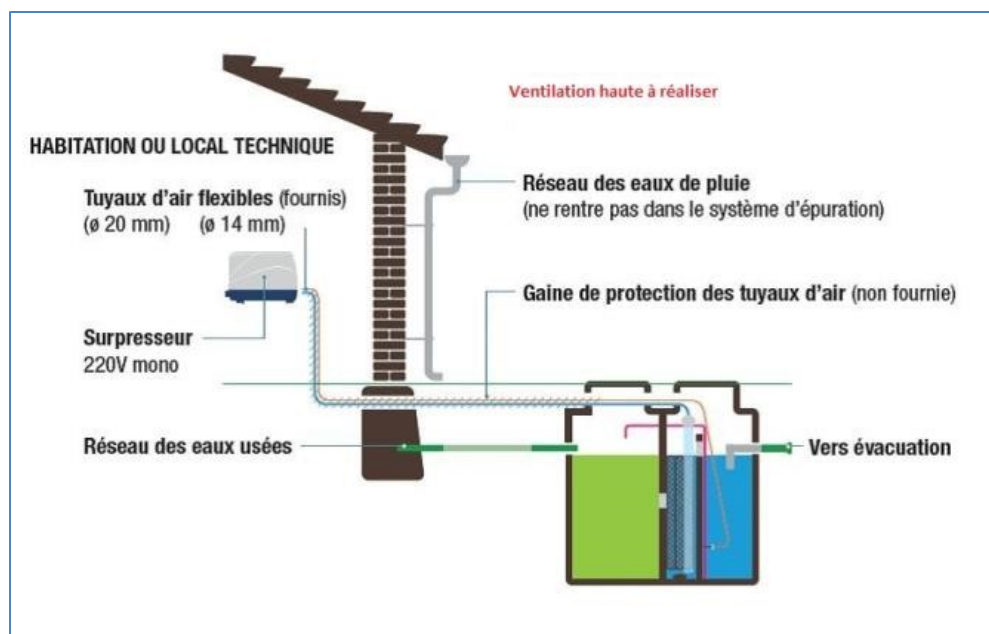 Ventilation haute à réaliser
HABITATION OU LOCAL TECHNIQUE
Tuyaux d'air flexibles (fournis)
(ø 20 mm) (ø 14 mm)
Réseau des eaux de pluie
(ne rentre pas dans le système d'épuration)
Gaine de protection des tuyaux d'air (non fournie)
Surpresseur
220V mono
Réseau des eaux usées
Vers évacuation